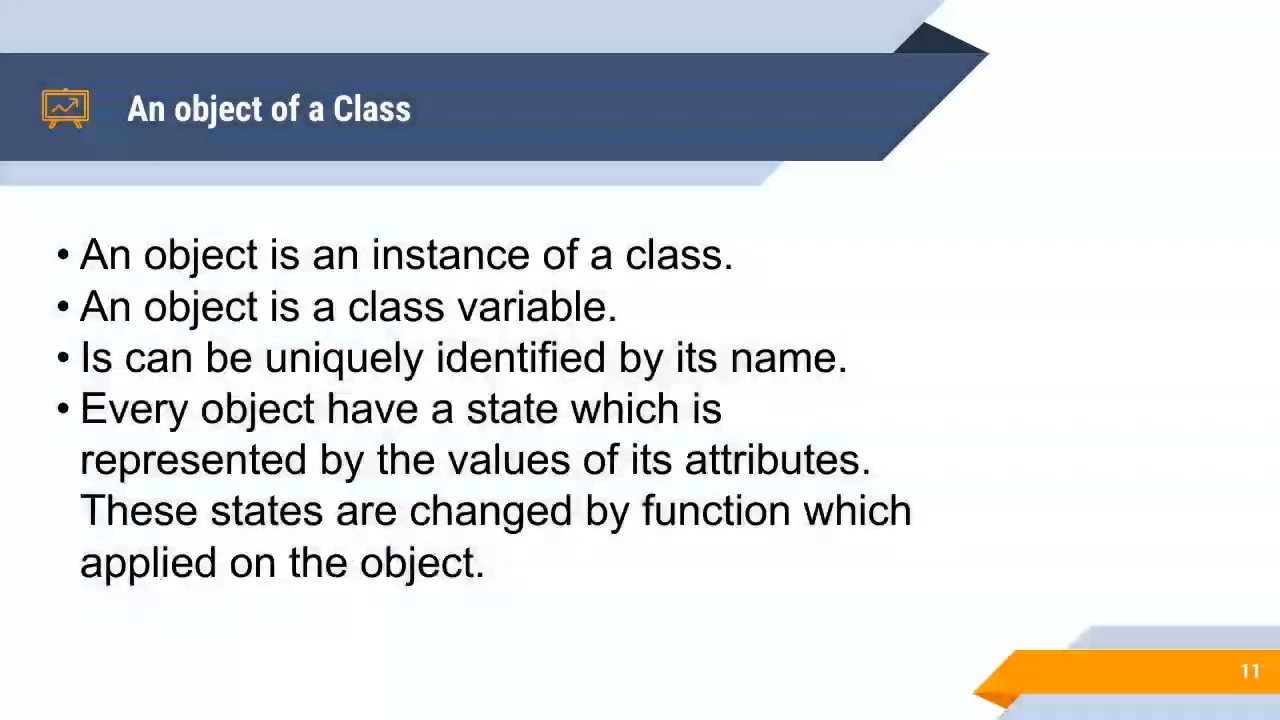 An object of a Class
• An object is an instance of a class.
• An object is a class variable.
• Is can be uniquely identified by its name.
• Every object have a state which is
represented by the values of its attributes.
These states are changed by function which
applied on the object.
11